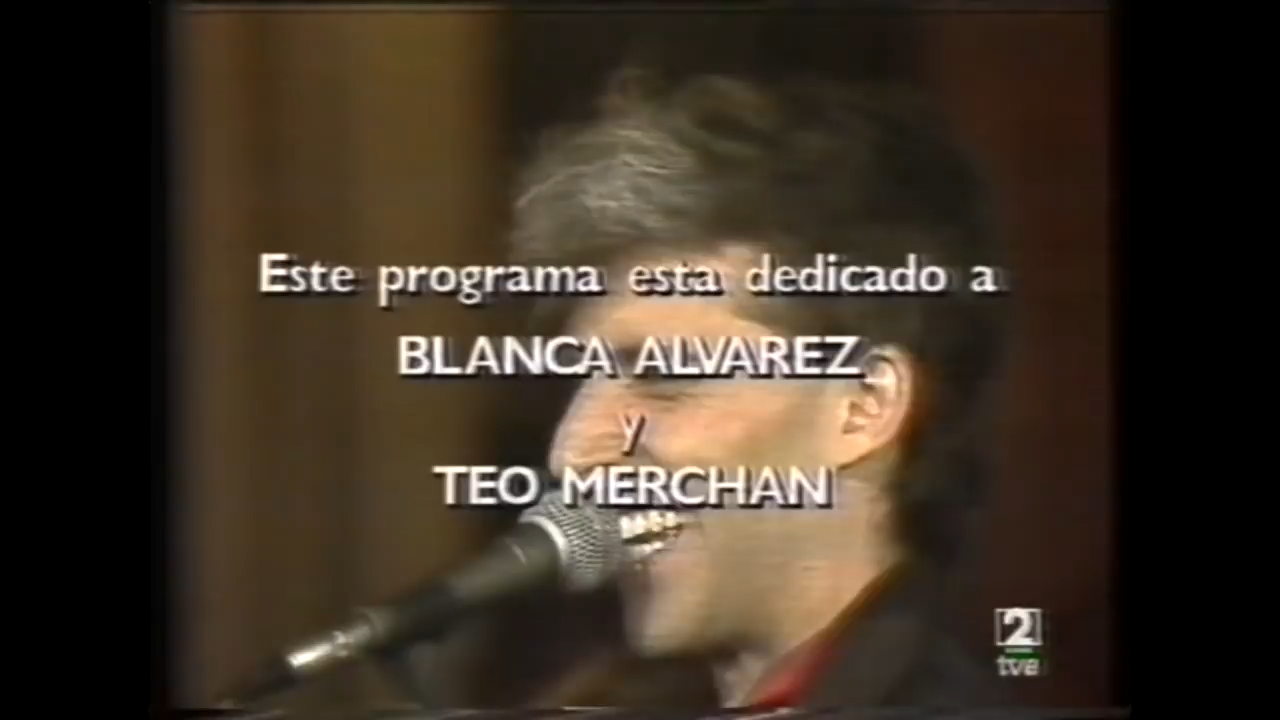 Este programa esta dedicado a
BLANCA ALVAREZ
y
TEO MERCHAN
2
tve